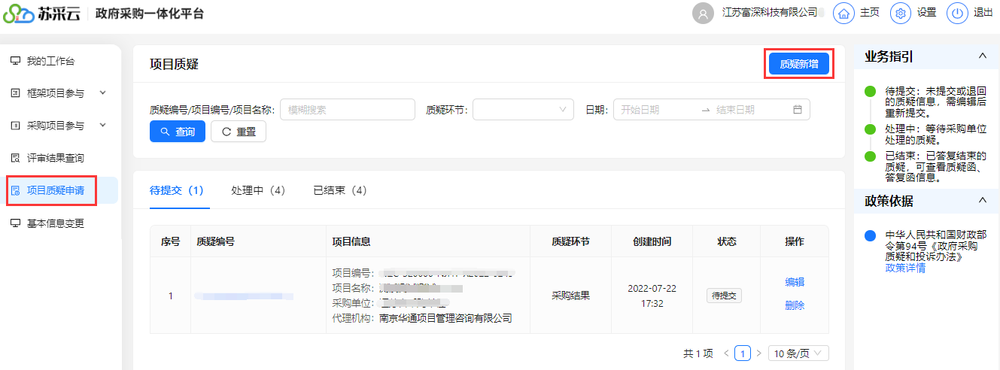 苏采云 政府采购一体化平台
江苏富深科技有限公司 主页 设置 退出
我的工作台
框架项目参与
采购项目参与
评审结果查询
项目质疑申请
基本信息变更
项目质疑 质疑新增
质疑编号/项目编号/项目名称: 模糊搜索 质疑环节: 日期: 开始日期 → 结束日期
查询 重置
待提交（1） 处理中（4） 已结束（4）
序号 质疑编号 项目信息 质疑环节 创建时间 状态 操作
1
项目编号:
项目名称:
采购单位:
代理机构: 南京华通项目管理咨询有限公司
采购结果
2022-07-22
17:32
待提交
编辑
删除
共 1 项 < 1 > 10 条/页
业务指引
待提交：未提交或退回
的质疑信息，需编辑后
重新提交。
处理中：等待采购单位
处理的质疑。
已结束：已答复结束的
质疑，可查看质疑函、
答复函信息。
政策依据
中华人民共和国财政部
令第94号《政府采购
质疑和投诉办法》
政策详情